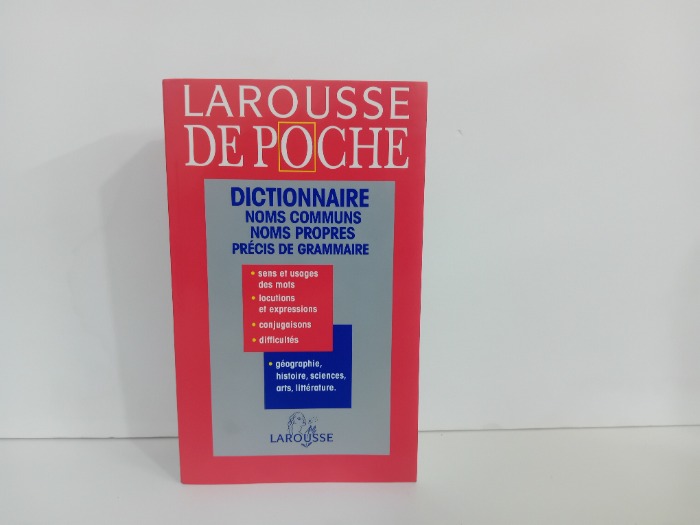 LAROUSSE
DE POCHE
DICTIONNAIRE
NOMS COMMUNS
NOMS PROPRES
PRÉCIS DE GRAMMAIRE
• sens et usages
des mots
• locutions
et expressions
• conjugaisons
• difficultés
• géographie,
histoire, sciences,
arts, littérature.
LAROUSSE